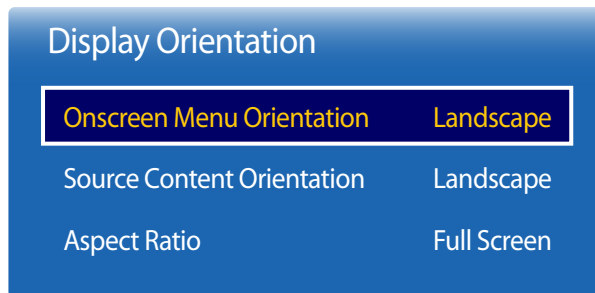 Display Orientation
Onscreen Menu Orientation Landscape
Source Content Orientation Landscape
Aspect Ratio Full Screen